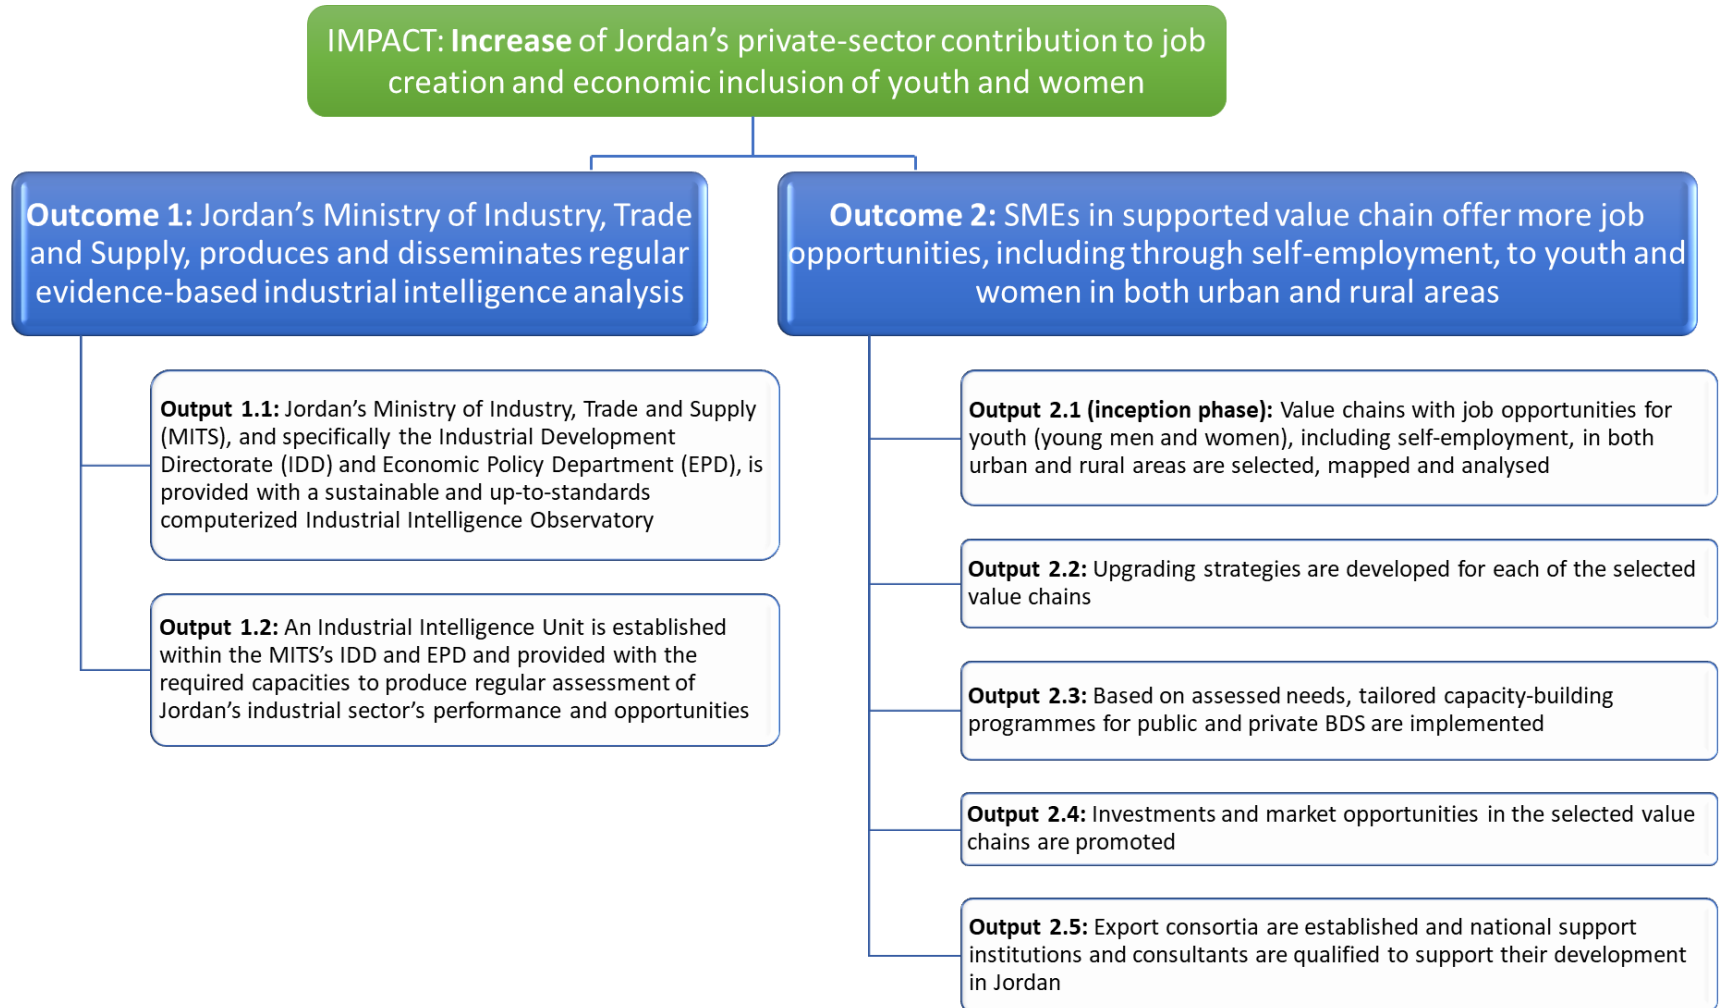 IMPACT: Increase of Jordan’s private-sector contribution to job
creation and economic inclusion of youth and women
Outcome 1: Jordan’s Ministry of Industry, Trade
and Supply, produces and disseminates regular
evidence-based industrial intelligence analysis
Output 1.1: Jordan’s Ministry of Industry, Trade and Supply
(MITS), and specifically the Industrial Development
Directorate (IDD) and Economic Policy Department (EPD), is
provided with a sustainable and up-to-standards
computerized Industrial Intelligence Observatory
Output 1.2: An Industrial Intelligence Unit is established
within the MITS’s IDD and EPD and provided with the
required capacities to produce regular assessment of
Jordan’s industrial sector’s performance and opportunities
Outcome 2: SMEs in supported value chain offer more job
opportunities, including through self-employment, to youth and
women in both urban and rural areas
Output 2.1 (inception phase): Value chains with job opportunities for
youth (young men and women), including self-employment, in both
urban and rural areas are selected, mapped and analysed
Output 2.2: Upgrading strategies are developed for each of the selected
value chains
Output 2.3: Based on assessed needs, tailored capacity-building
programmes for public and private BDS are implemented
Output 2.4: Investments and market opportunities in the selected value
chains are promoted
Output 2.5: Export consortia are established and national support
institutions and consultants are qualified to support their development
in Jordan